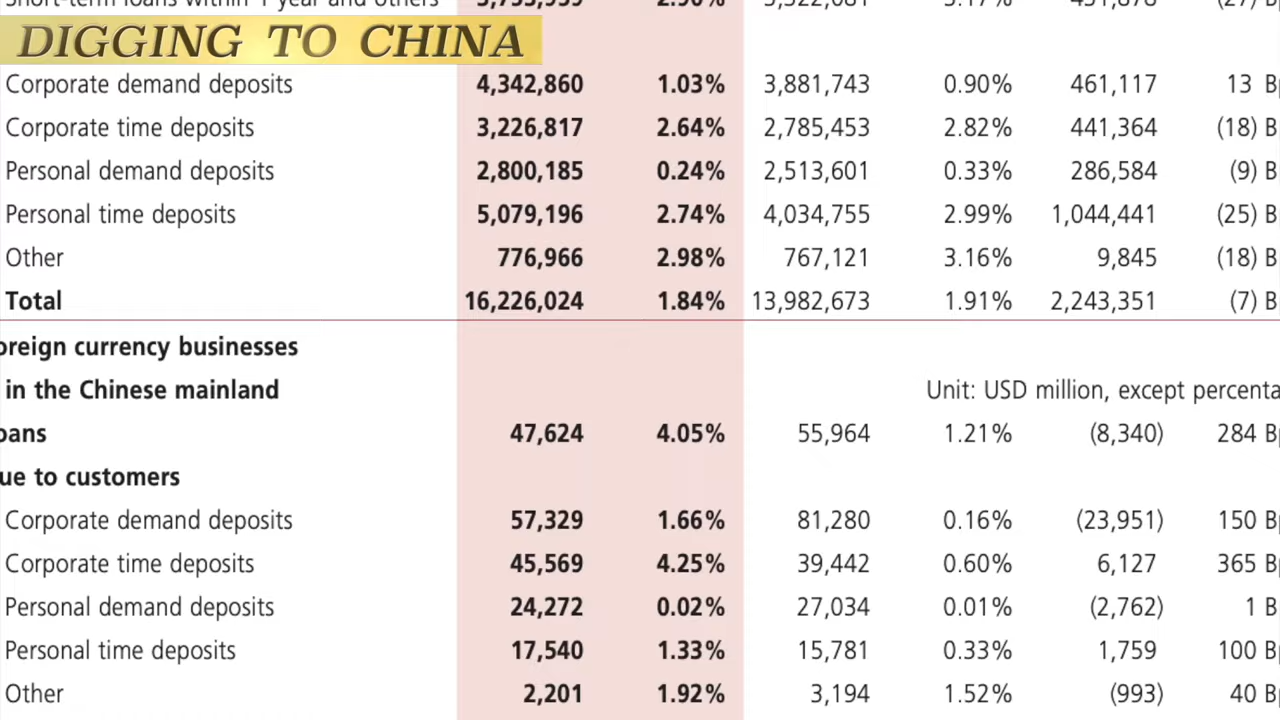 DIGGING TO CHINA
Corporate demand deposits 4,342,860 1.03% 3,881,743 0.90% 461,117 13
Corporate time deposits 3,226,817 2.64% 2,785,453 2.82% 441,364 (18)
Personal demand deposits 2,800,185 0.24% 2,513,601 0.33% 286,584 (9)
Personal time deposits 5,079,196 2.74% 4,034,755 2.99% 1,044,441 (25)
Other 776,966 2.98% 767,121 3.16% 9,845 (18)
Total 16,226,024 1.84% 13,982,673 1.91% 2,243,351 (7)
currency businesses
in the Chinese mainland Unit: USD million, except
47,624 4.05% 55,964 1.21% (8,340) 284
to customers
Corporate demand deposits 57,329 1.66% 81,280 0.16% (23,951) 150
Corporate time deposits 45,569 4.25% 39,442 0.60% 6,127 365
Personal demand deposits 24,272 0.02% 27,034 0.01% (2,762) 1
Personal time deposits 17,540 1.33% 15,781 0.33% 1,759 100
Other 2,201 1.92% 3,194 1.52% (993) 40